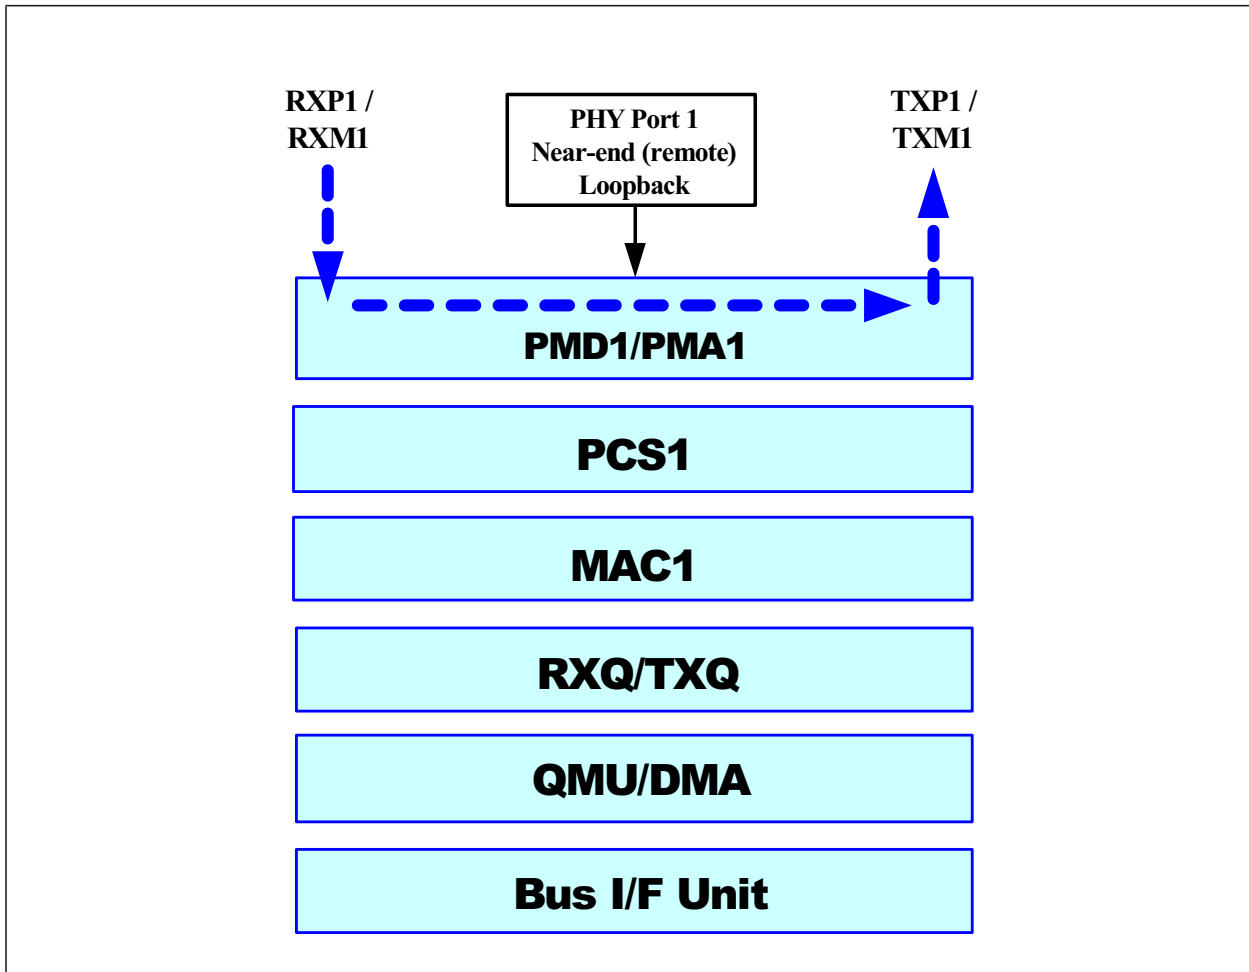 RXP1 /
RXM1
PHY Port 1
Near-end (remote)
Loopback
TXP1 /
TXM1
PMD1/PMA1
PCS1
MAC1
RXQ/TXQ
QMU/DMA
Bus I/F Unit